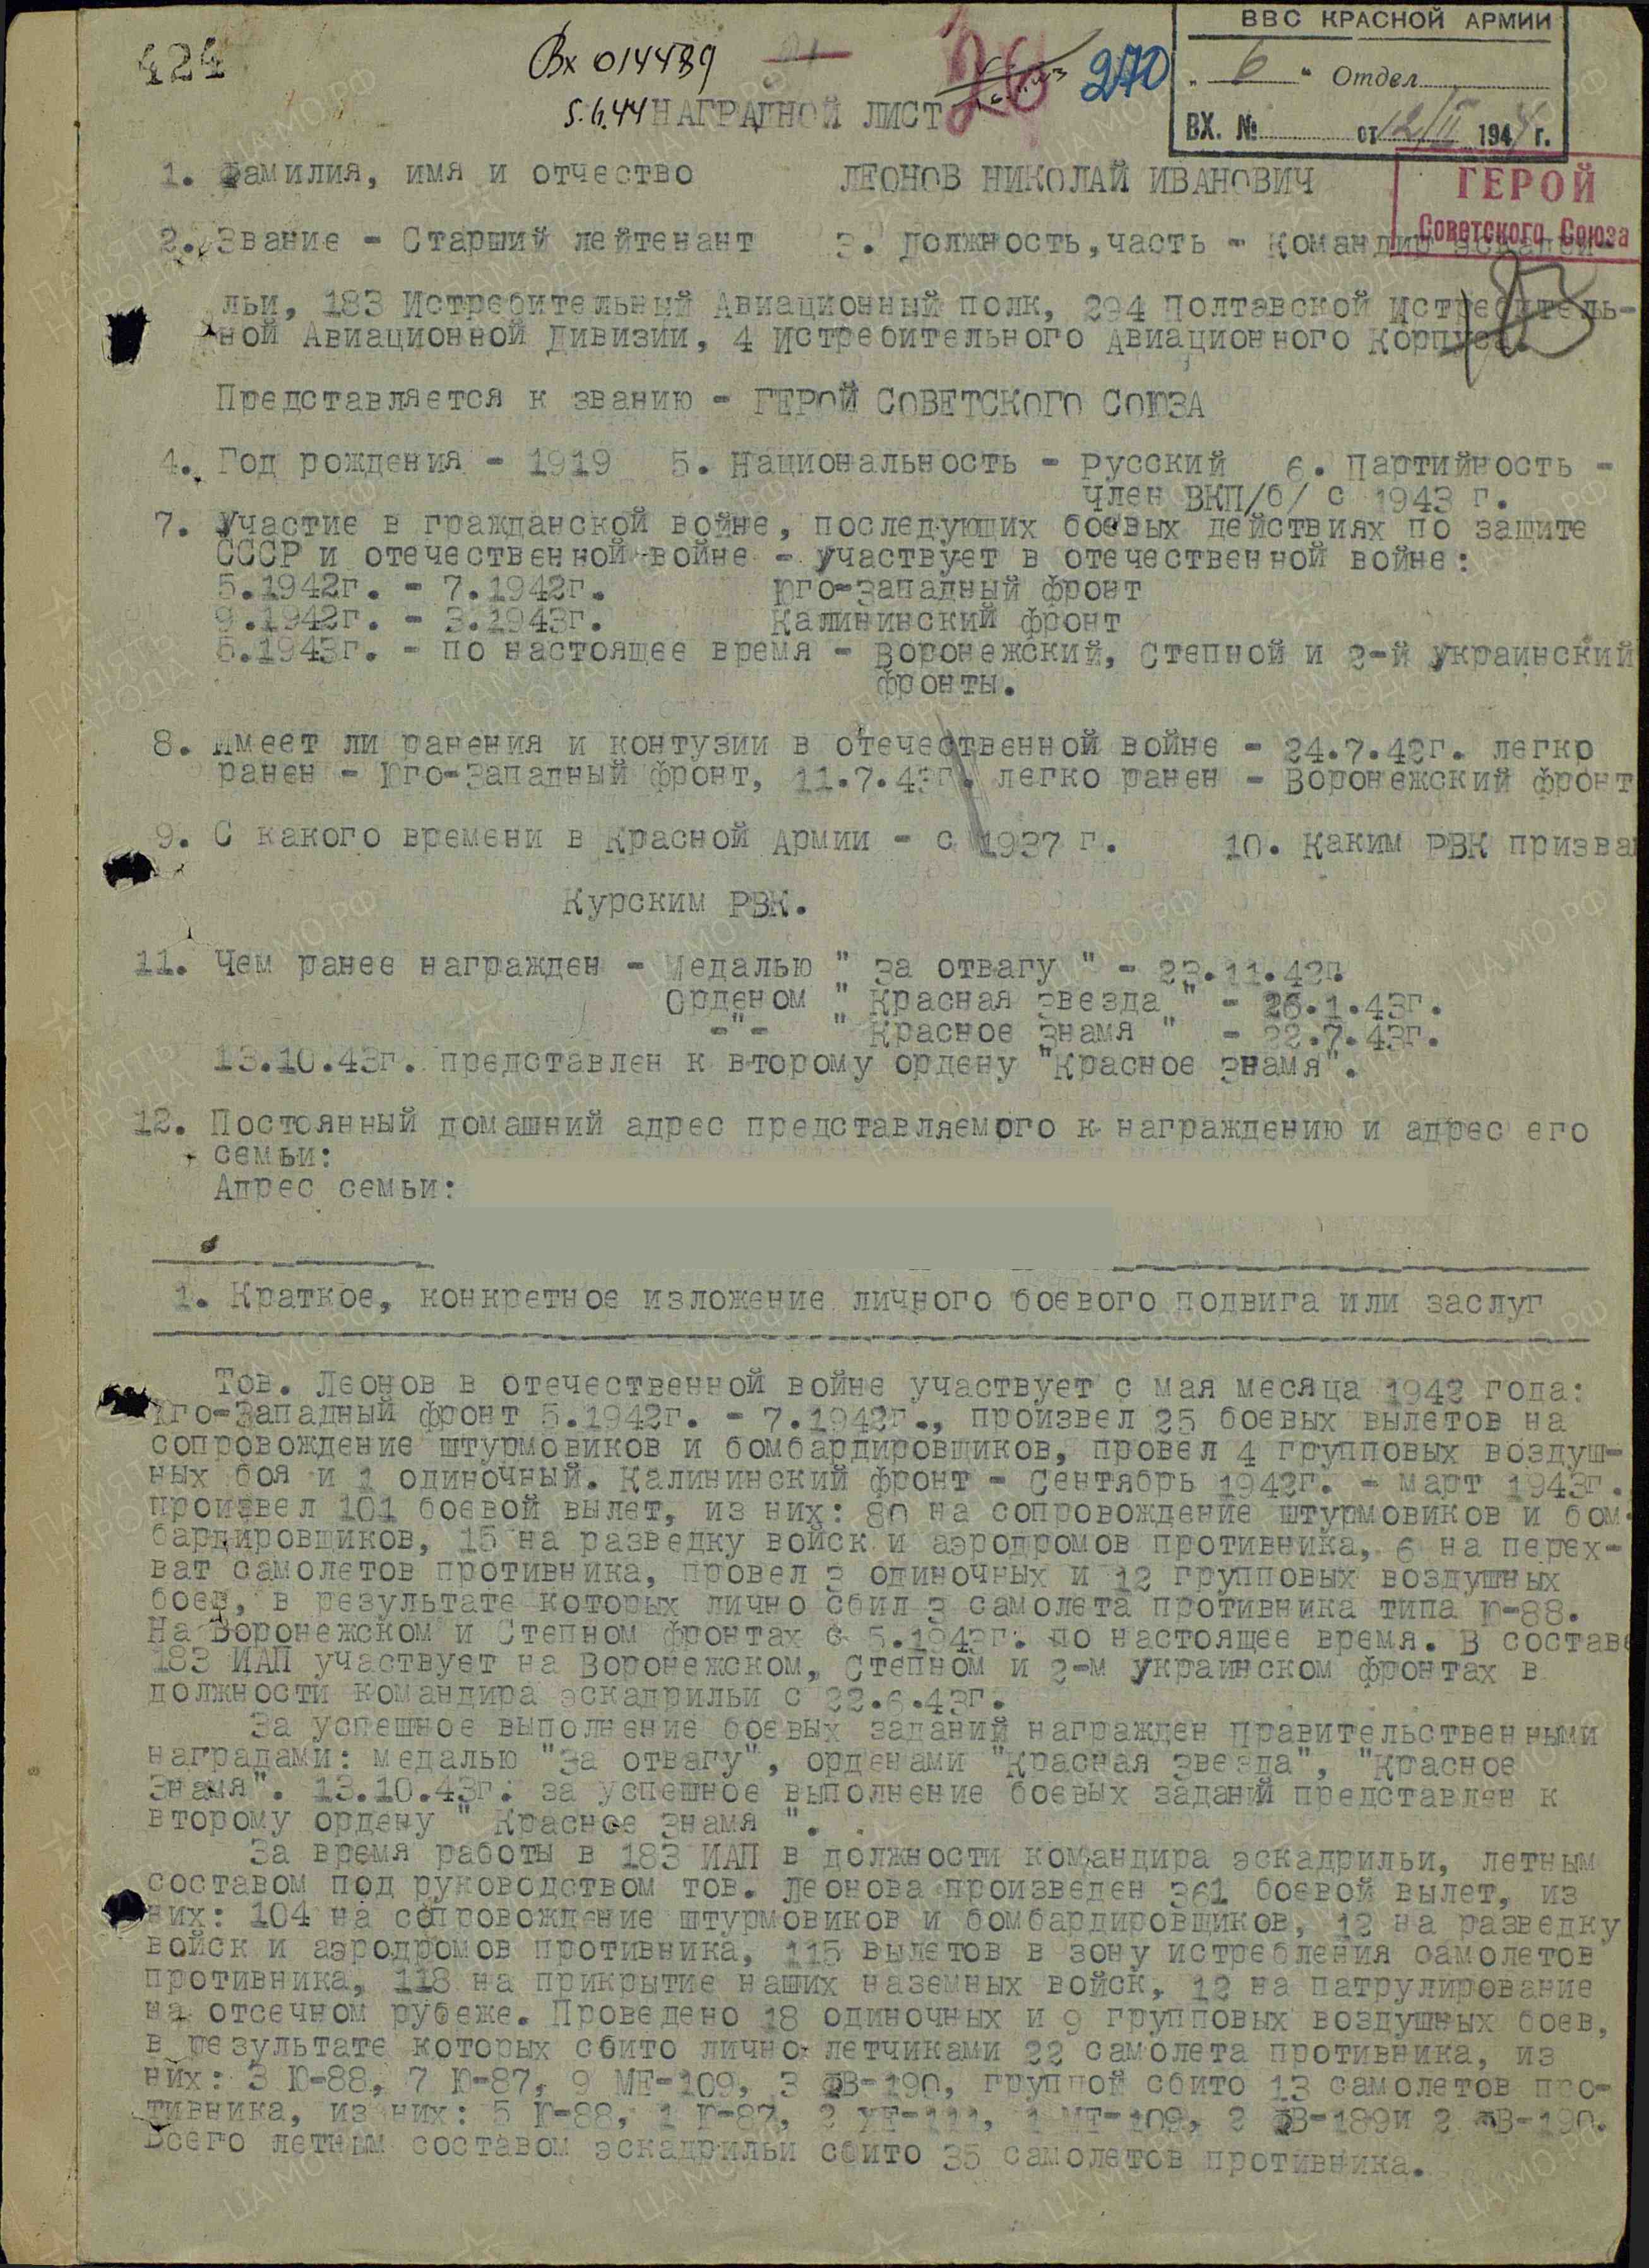 ВВС КРАСНОЙ АРМИИ
424
Вх 014489
26
270
„ 6 “ Отдел
5.6.44 НАГРАДНОЙ ЛИСТ
ВХ. № от 12/II 1944 г.
1. Фамилия, имя и отчество ЛЕОНОВ НИКОЛАЙ ИВАНОВИЧ
ГЕРОЙ
Советского Союза
2. Звание - Старший лейтенант 3. Должность, часть - Командир эскадри-
льи, 183 Истребительный Авиационный полк, 294 Полтавской Истребитель-
ной Авиационной Дивизии, 4 Истребительного Авиационного Корпуса.
Представляется к званию - ГЕРОЙ СОВЕТСКОГО СОЮЗА
4. Год рождения - 1919 5. Национальность - Русский 6. Партийность -
Член ВКП/б/ с 1943 г.
7. Участие в гражданской войне, последующих боевых действиях по защите
СССР и отечественной войне - участвует в отечественной войне:
5.1942г. - 7.1942г. Юго-Западный фронт
9.1942г. - 3.1943г. Калининский фронт
5.1943г. - по настоящее время - Воронежский, Степной и 2-й Украинский
фронты.
8. Имеет ли ранения и контузии в отечественной войне - 24.7.42г. легко
ранен - Юго-Западный фронт, 11.7.43г. легко ранен - Воронежский фронт
9. С какого времени в Красной Армии - с 1937 г. 10. Каким РВК призван
Курским РВК.
11. Чем ранее награжден - Медалью " За отвагу " - 23.11.42г.
Орденом " Красная Звезда " - 26.1.43г.
-"- " Красное Знамя " - 22.7.43г.
13.10.43г. представлен к второму ордену "Красное Знамя".
12. Постоянный домашний адрес представляемого к награждению и адрес его
семьи:
Адрес семьи:
1. Краткое, конкретное изложение личного боевого подвига или заслуг
Тов. Леонов в отечественной войне участвует с мая месяца 1942 года:
Юго-Западный фронт 5.1942г. - 7.1942г., произвел 25 боевых вылетов на
сопровождение штурмовиков и бомбардировщиков, провел 4 групповых воздуш-
ных боя и 1 одиночный. Калининский фронт - Сентябрь 1942г. - март 1943г.
произвел 101 боевой вылет, из них: 80 на сопровождение штурмовиков и бом-
бардировщиков, 15 на разведку войск и аэродромов противника, 6 на перех-
ват самолетов противника, провел 3 одиночных и 12 групповых воздушных
боев, в результате которых лично сбил 3 самолета противника типа Ю-88.
На Воронежском и Степном фронтах с 5.1943г. по настоящее время. В составе
183 ИАП участвует на Воронежском, Степном и 2-м Украинском фронтах в
должности командира эскадрильи с 22.6.43г.
За успешное выполнение боевых заданий награжден Правительственными
наградами: медалью "За отвагу", орденами "Красная Звезда", "Красное
Знамя". 13.10.43г. за успешное выполнение боевых заданий представлен к
второму ордену " Красное Знамя ".
За время работы в 183 ИАП в должности командира эскадрильи, летным
составом под руководством тов. Леонова произведен 361 боевой вылет, из
них: 104 на сопровождение штурмовиков и бомбардировщиков, 12 на разведку
войск и аэродромов противника, 115 вылетов в зону истребления самолетов
противника, 118 на прикрытие наших наземных войск, 12 на патрулирование
на отсечном рубеже. Проведено 18 одиночных и 9 групповых воздушных боев,
в результате которых сбито лично летчиками 22 самолета противника, из
них: 3 Ю-88, 7 Ю-87, 9 МЕ-109, 3 ФВ-190, группой сбито 13 самолетов про-
тивника, из них: 5 Ю-88, 1 Ю-87, 2 ХЕ-111, 1 МЕ-109, 2 ФВ-189 и 2 ФВ-190.
Всего летным составом эскадрильи сбито 35 самолетов противника.